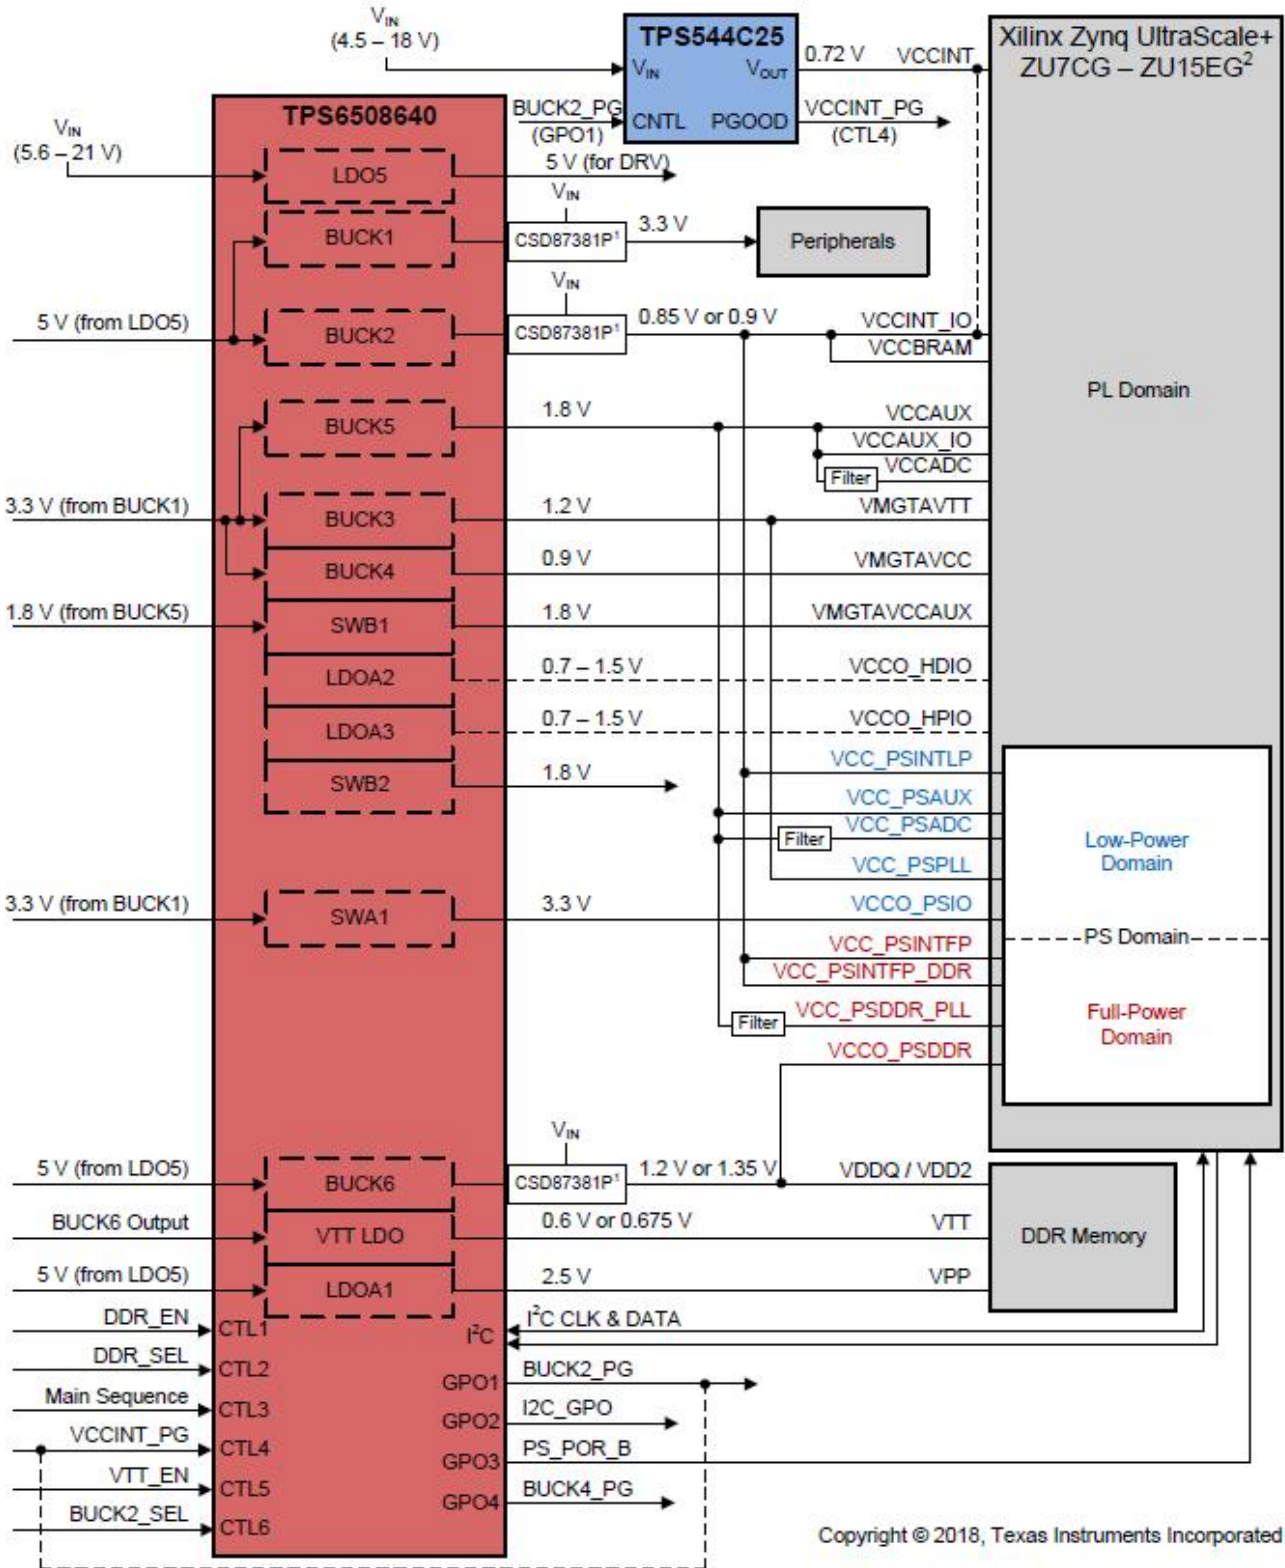 V_IN
(4.5 – 18 V)
TPS544C25
V_IN
V_OUT
CNTL
PGOOD
0.72 V
VCCINT
BUCK2_PG
(GPO1)
VCCINT_PG
(CTL4)
Xilinx Zynq UltraScale+
ZU7CG – ZU15EG²
TPS6508640
V_IN
(5.6 – 21 V)
LDO5
5 V (for DRV)
V_IN
BUCK1
CSD87381P¹
3.3 V
Peripherals
V_IN
5 V (from LDO5)
BUCK2
CSD87381P¹
0.85 V or 0.9 V
VCCINT_IO
VCCBRAM
PL Domain
BUCK5
1.8 V
VCCAUX
VCCAUX_IO
VCCADC
Filter
3.3 V (from BUCK1)
BUCK3
1.2 V
VMGTAVTT
BUCK4
0.9 V
VMGTAVCC
1.8 V (from BUCK5)
SWB1
1.8 V
VMGTAVCCAUX
LDOA2
0.7 – 1.5 V
VCCO_HDIO
LDOA3
0.7 – 1.5 V
VCCO_HPIO
SWB2
1.8 V
VCC_PSINTLP
VCC_PSAUX
VCC_PSADC
Filter
Low-Power
Domain
VCC_PSPLL
3.3 V (from BUCK1)
SWA1
3.3 V
VCCO_PSIO
PS Domain
VCC_PSINTFP
VCC_PSINTFP_DDR
VCC_PSDDR_PLL
Filter
Full-Power
Domain
VCCO_PSDDR
V_IN
5 V (from LDO5)
BUCK6
CSD87381P¹
1.2 V or 1.35 V
VDDQ / VDD2
BUCK6 Output
VTT LDO
0.6 V or 0.675 V
VTT
DDR Memory
5 V (from LDO5)
LDOA1
2.5 V
VPP
DDR_EN
CTL1
I²C
I²C CLK & DATA
DDR_SEL
CTL2
GPO1
BUCK2_PG
Main Sequence
CTL3
GPO2
I2C_GPO
VCCINT_PG
CTL4
GPO3
PS_POR_B
VTT_EN
CTL5
GPO4
BUCK4_PG
BUCK2_SEL
CTL6
Copyright © 2018, Texas Instruments Incorporated